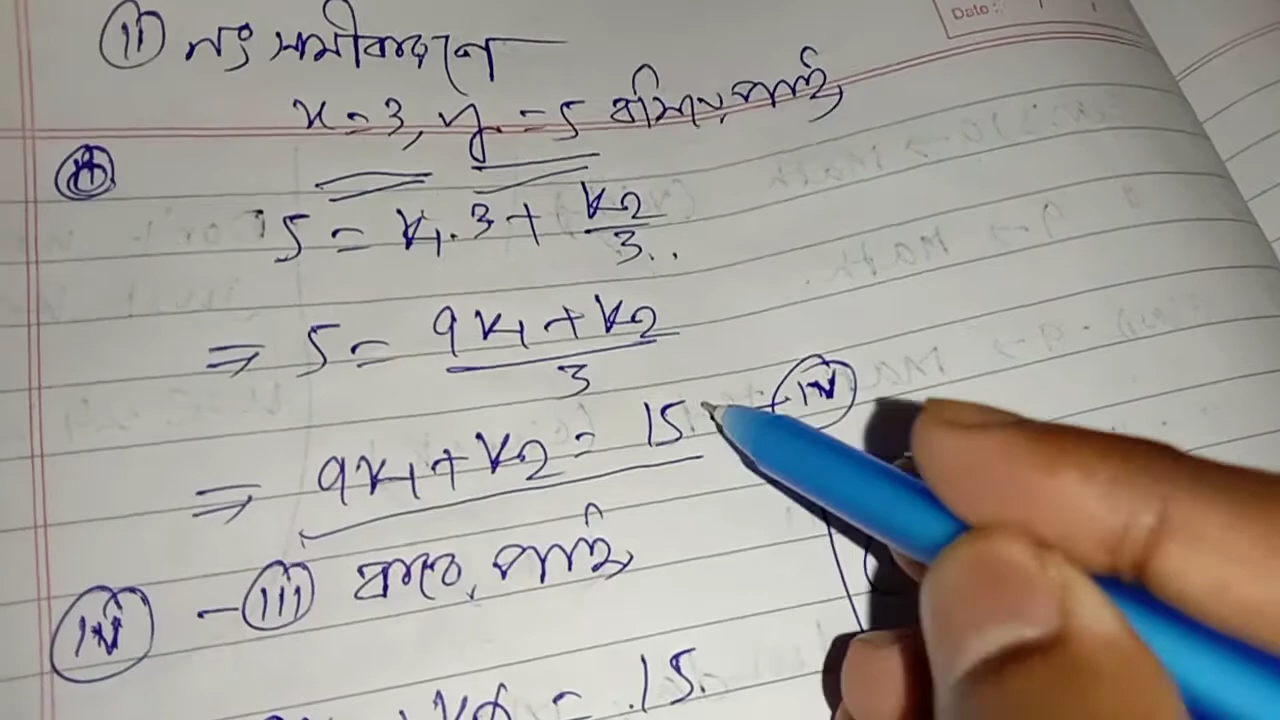 Date:
(ii) নং সমীকরণে
x = 3, y = 5 বসিয়ে, পাই,
5 = k₁.3 + k₂/3
⇒ 5 = (9k₁ + k₂)/3
⇒ 9k₁ + k₂ = 15 — (iv)
(iv) – (iii) করে, পাই,
= 15